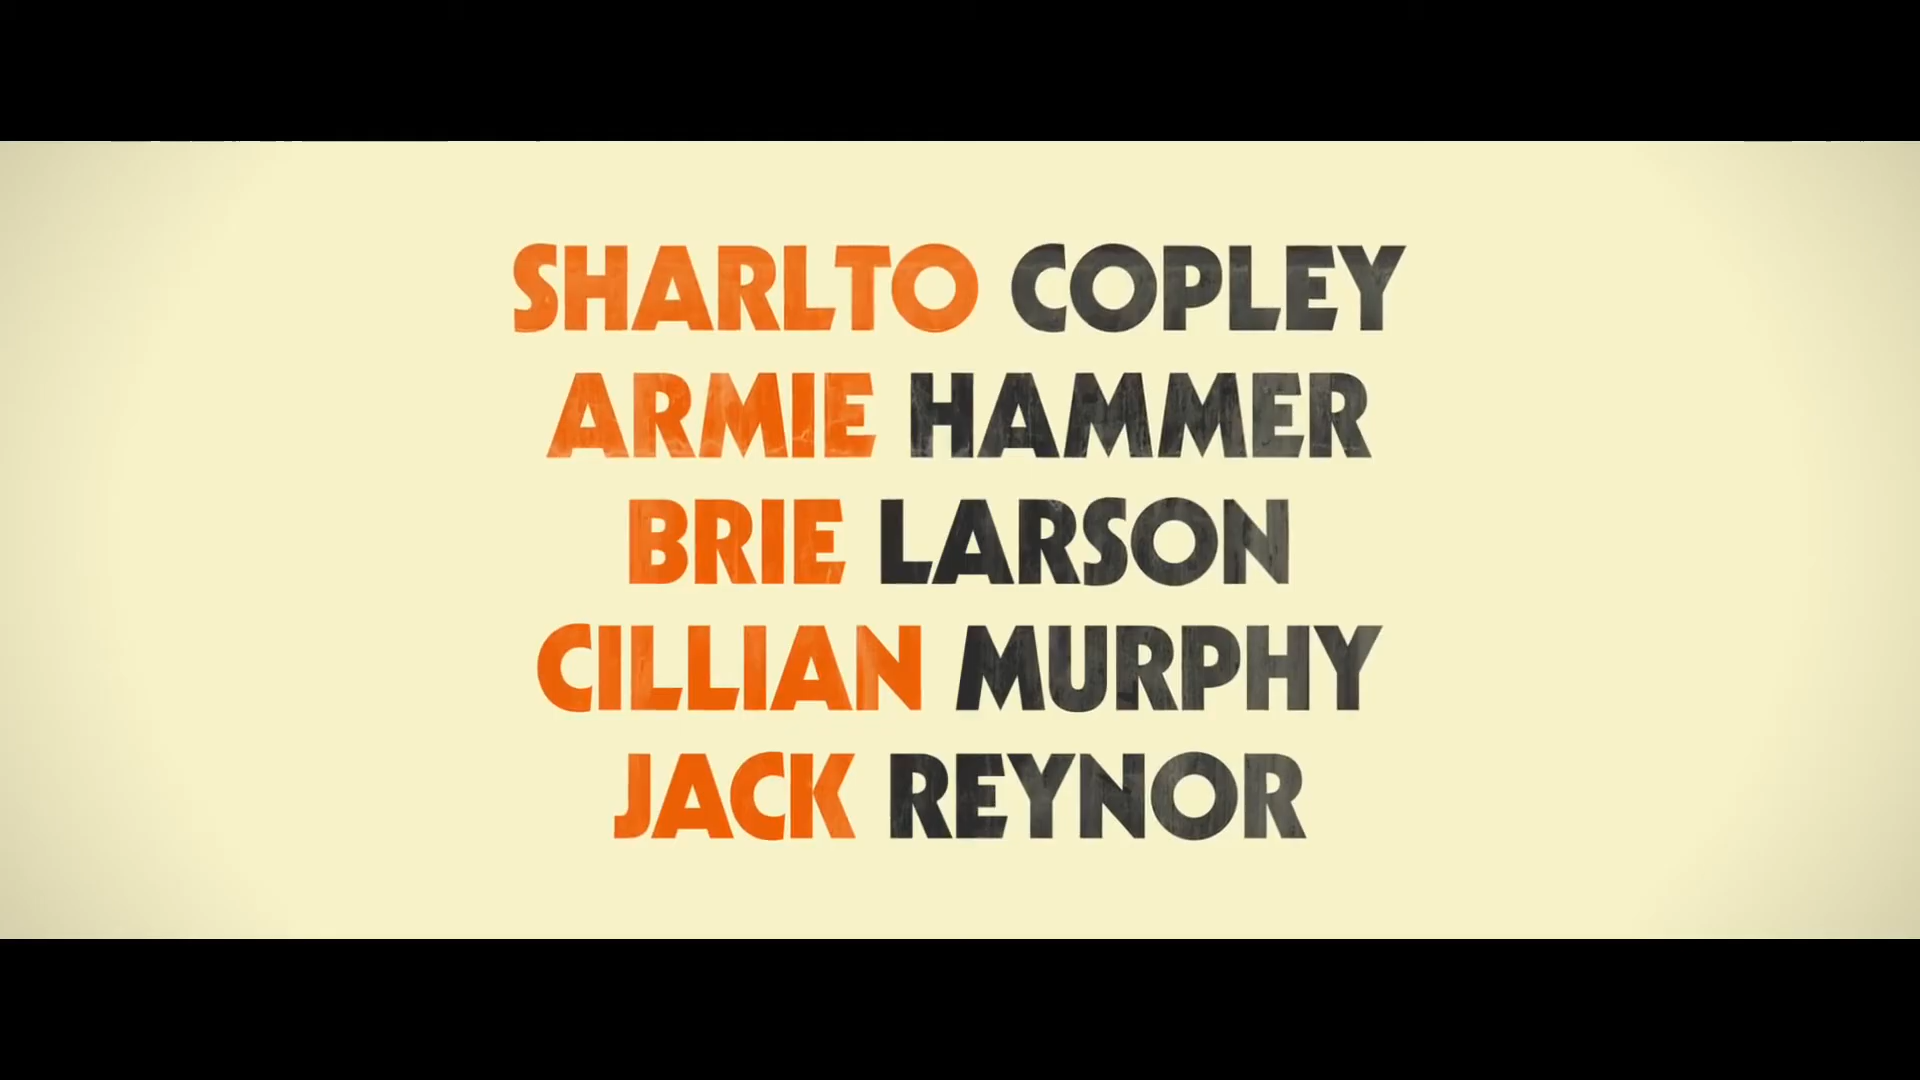 SHARLTO COPLEY
ARMIE HAMMER
BRIE LARSON
CILLIAN MURPHY
JACK REYNOR